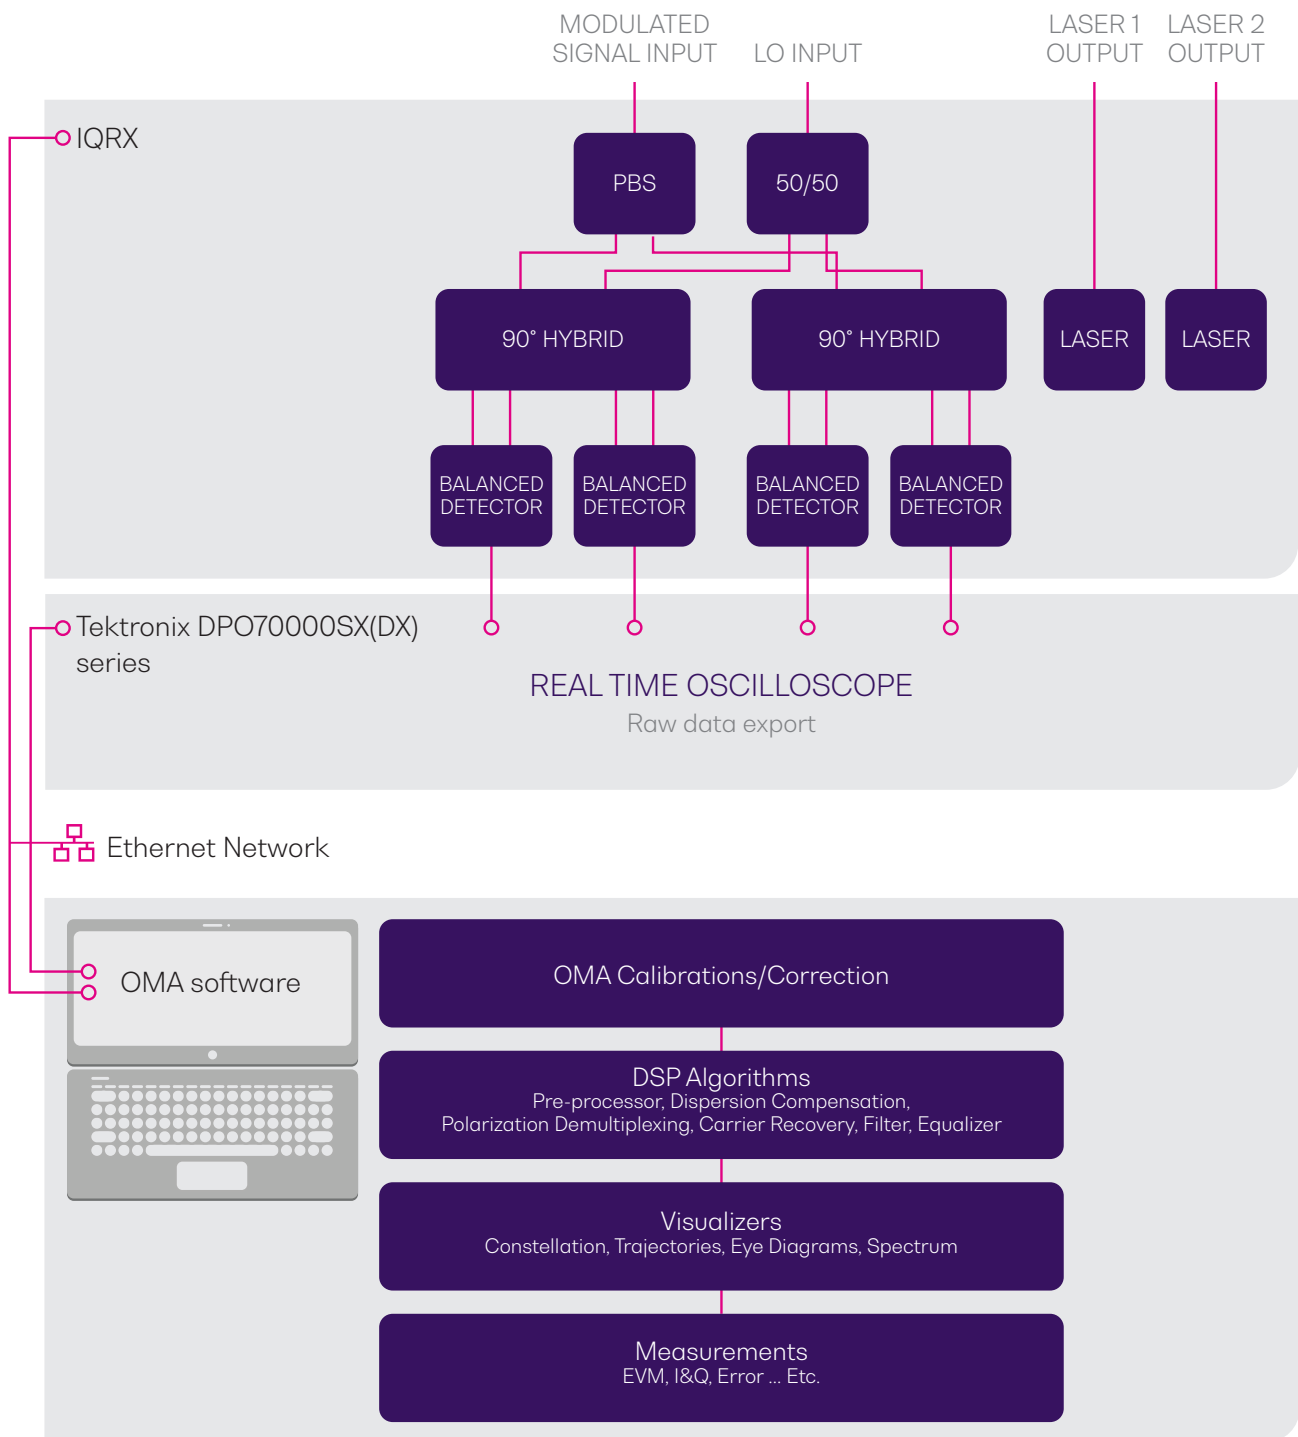 MODULATED
SIGNAL INPUT
LO INPUT
LASER 1
OUTPUT
LASER 2
OUTPUT
IQRX
PBS
50/50
90° HYBRID
90° HYBRID
LASER
LASER
BALANCED
DETECTOR
BALANCED
DETECTOR
BALANCED
DETECTOR
BALANCED
DETECTOR
Tektronix DPO70000SX(DX)
series
REAL TIME OSCILLOSCOPE
Raw data export
Ethernet Network
OMA software
OMA Calibrations/Correction
DSP Algorithms
Pre-processor, Dispersion Compensation,
Polarization Demultiplexing, Carrier Recovery, Filter, Equalizer
Visualizers
Constellation, Trajectories, Eye Diagrams, Spectrum
Measurements
EVM, I&Q, Error ... Etc.